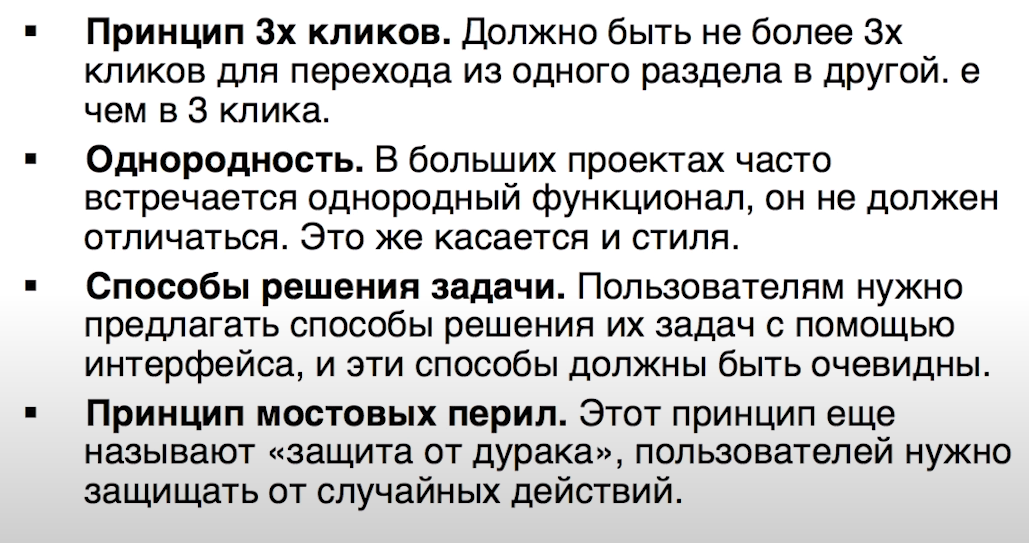 ▪ Принцип 3х кликов. Должно быть не более 3х
кликов для перехода из одного раздела в другой. е
чем в 3 клика.
▪ Однородность. В больших проектах часто
встречается однородный функционал, он не должен
отличаться. Это же касается и стиля.
▪ Способы решения задачи. Пользователям нужно
предлагать способы решения их задач с помощью
интерфейса, и эти способы должны быть очевидны.
▪ Принцип мостовых перил. Этот принцип еще
называют «защита от дурака», пользователей нужно
защищать от случайных действий.